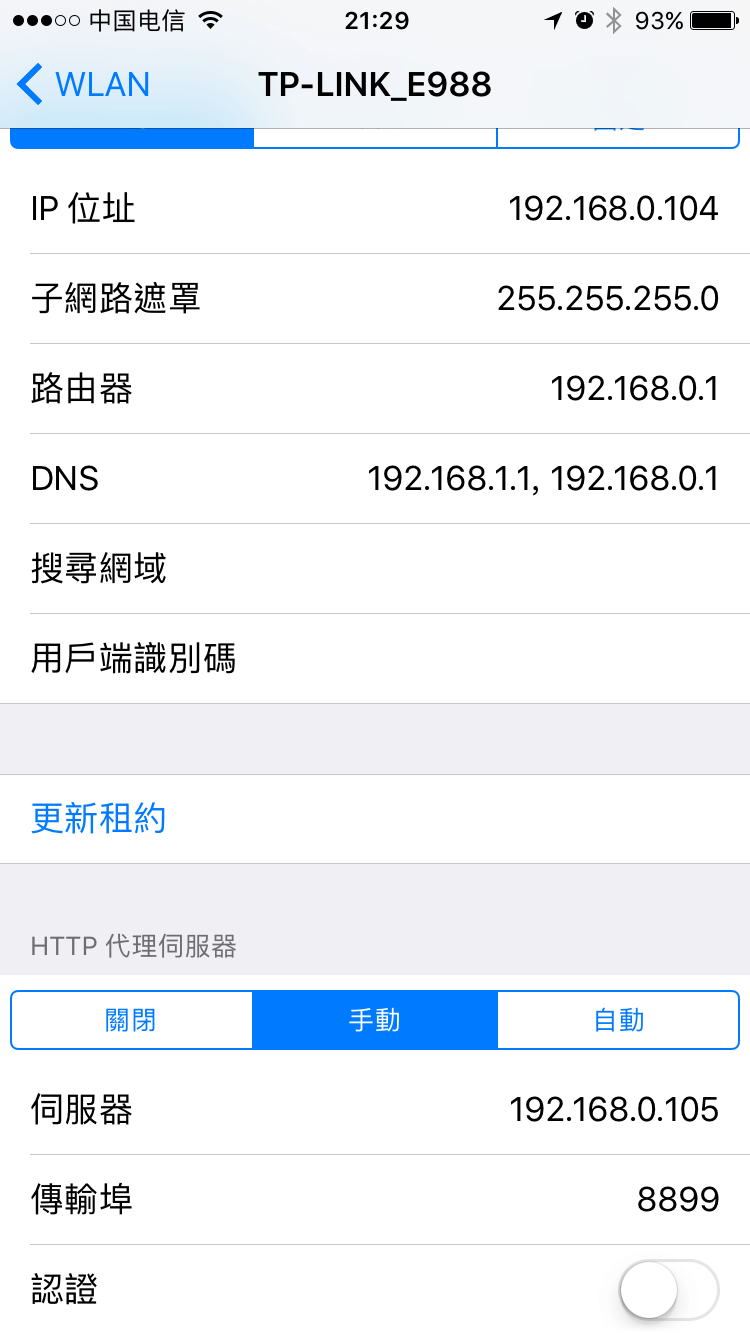 中国电信 21:29 93%
WLAN TP-LINK_E988
IP 位址 192.168.0.104
子網路遮罩 255.255.255.0
路由器 192.168.0.1
DNS 192.168.1.1, 192.168.0.1
搜尋網域
用戶端識別碼
更新租約
HTTP 代理伺服器
關閉 手動 自動
伺服器 192.168.0.105
傳輸埠 8899
認證